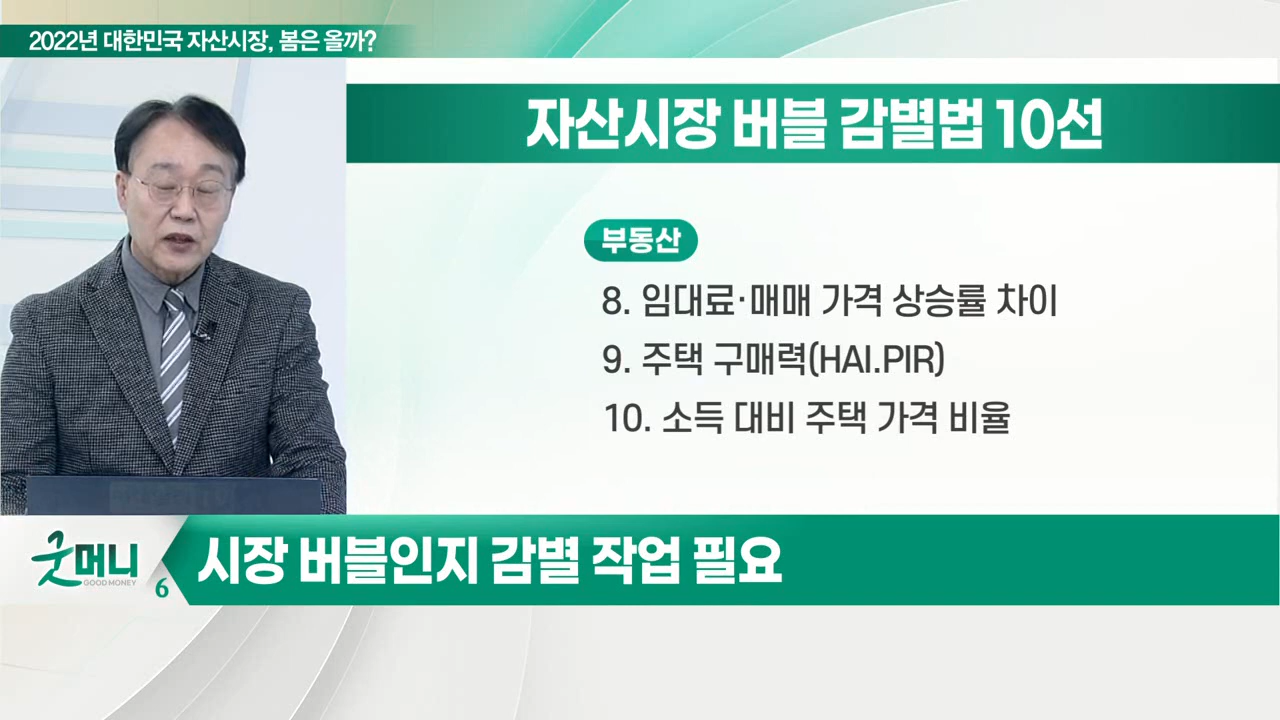 2022년 대한민국 자산시장, 봄은 올까?
자산시장 버블 감별법 10선
부동산
8. 임대료·매매 가격 상승률 차이
9. 주택 구매력(HAI.PIR)
10. 소득 대비 주택 가격 비율
굿머니
GOOD MONEY
6
시장 버블인지 감별 작업 필요